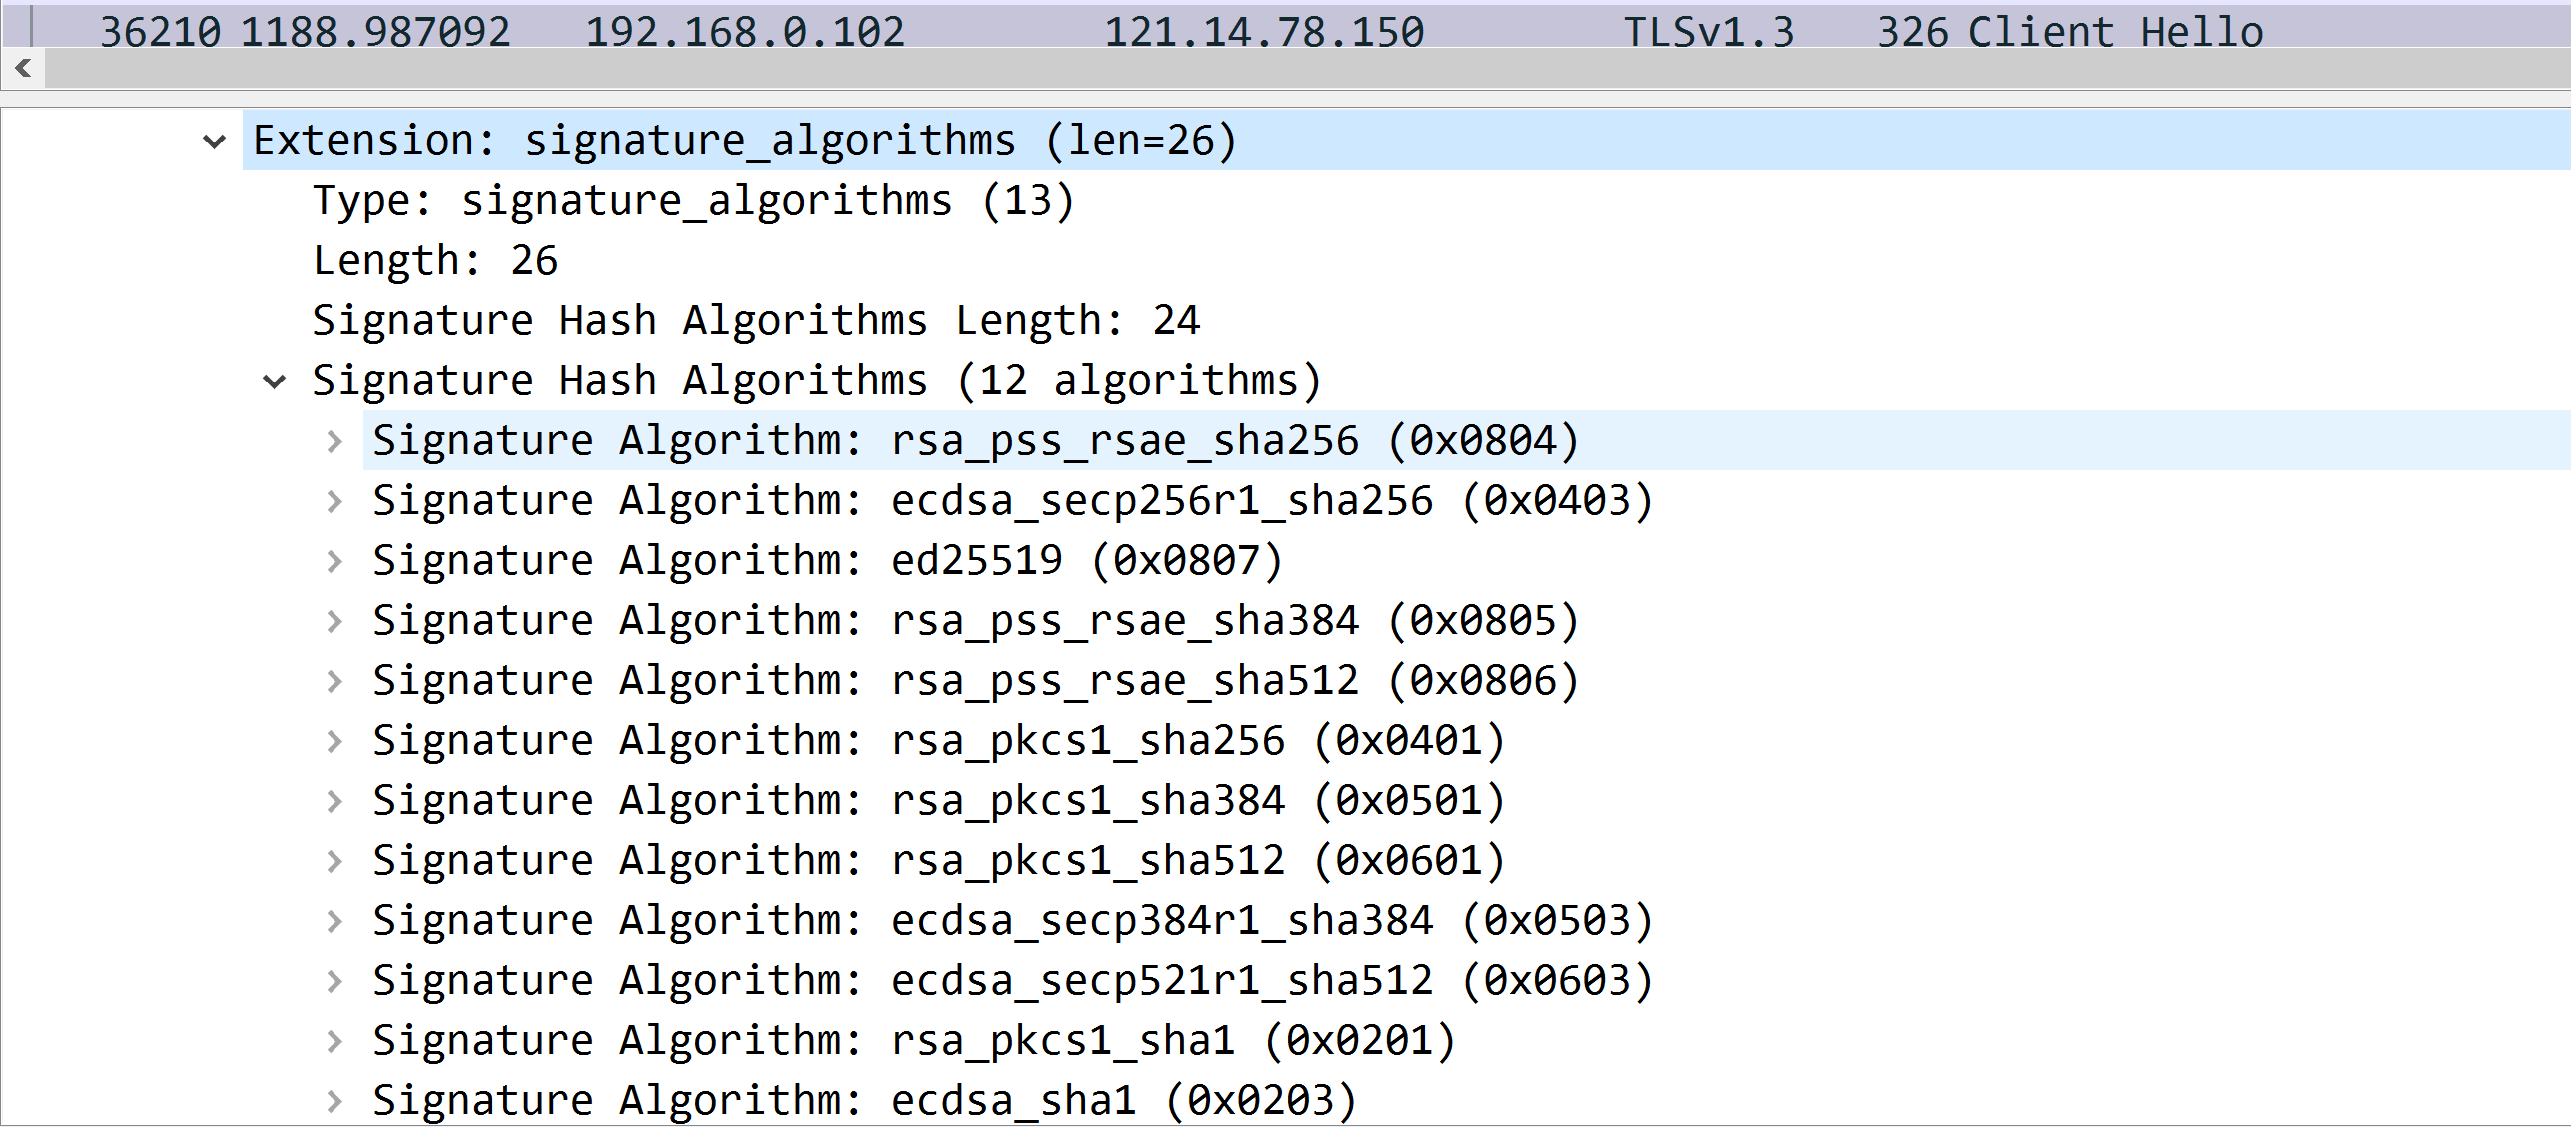 36210 1188.987092 192.168.0.102 121.14.78.150 TLSv1.3 326 Client Hello
Extension: signature_algorithms (len=26)
Type: signature_algorithms (13)
Length: 26
Signature Hash Algorithms Length: 24
Signature Hash Algorithms (12 algorithms)
Signature Algorithm: rsa_pss_rsae_sha256 (0x0804)
Signature Algorithm: ecdsa_secp256r1_sha256 (0x0403)
Signature Algorithm: ed25519 (0x0807)
Signature Algorithm: rsa_pss_rsae_sha384 (0x0805)
Signature Algorithm: rsa_pss_rsae_sha512 (0x0806)
Signature Algorithm: rsa_pkcs1_sha256 (0x0401)
Signature Algorithm: rsa_pkcs1_sha384 (0x0501)
Signature Algorithm: rsa_pkcs1_sha512 (0x0601)
Signature Algorithm: ecdsa_secp384r1_sha384 (0x0503)
Signature Algorithm: ecdsa_secp521r1_sha512 (0x0603)
Signature Algorithm: rsa_pkcs1_sha1 (0x0201)
Signature Algorithm: ecdsa_sha1 (0x0203)